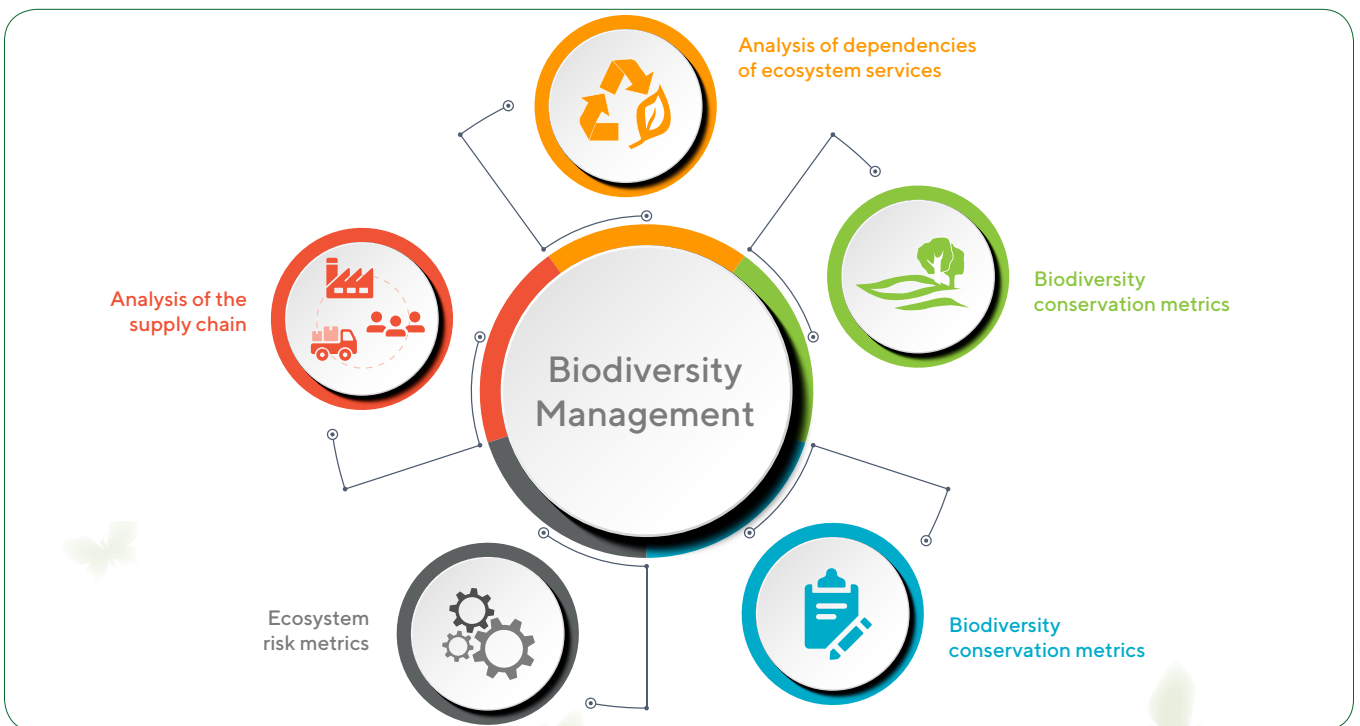 Analysis of dependencies
of ecosystem services
Biodiversity
conservation metrics
Analysis of the
supply chain
Biodiversity
Management
Ecosystem
risk metrics
Biodiversity
conservation metrics